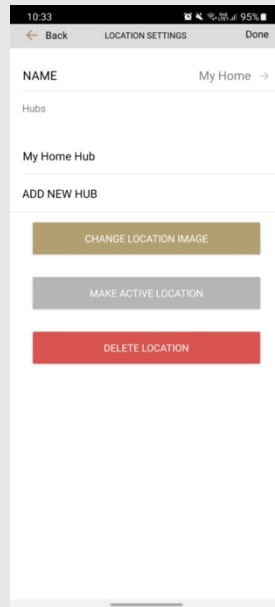 10:33 95%
Back LOCATION SETTINGS Done
NAME My Home
Hubs
My Home Hub
ADD NEW HUB
CHANGE LOCATION IMAGE
MAKE ACTIVE LOCATION
DELETE LOCATION